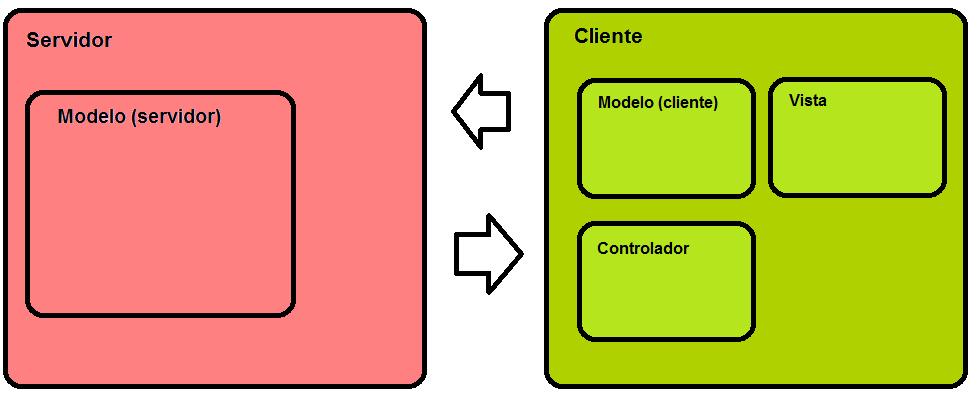 Servidor
Modelo (servidor)
Cliente
Modelo (cliente)
Vista
Controlador